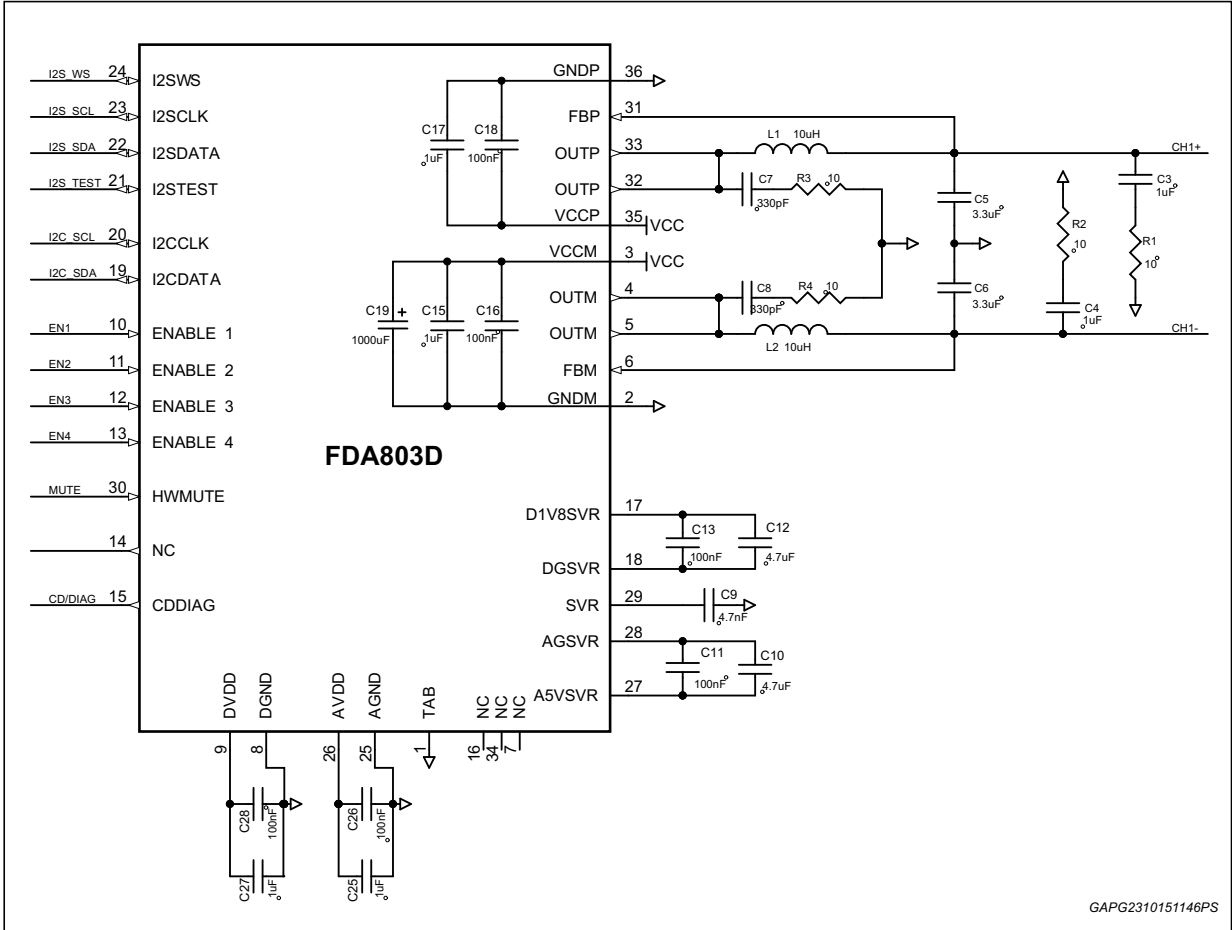 I2S_WS 24 I2SWS
I2S_SCL 23 I2SCLK
I2S_SDA 22 I2SDATA
I2S_TEST 21 I2STEST
I2C_SCL 20 I2CCLK
I2C_SDA 19 I2CDATA
EN1 10 ENABLE 1
EN2 11 ENABLE 2
EN3 12 ENABLE 3
EN4 13 ENABLE 4
MUTE 30 HWMUTE
14 NC
CD/DIAG 15 CDDIAG
FDA803D
GNDP 36
FBP 31
OUTP 33
OUTP 32
VCCP 35 VCC
VCCM 3 VCC
OUTM 4
OUTM 5
FBM 6
GNDM 2
D1V8SVR 17
DGSVR 18
SVR 29
AGSVR 28
A5VSVR 27
C17
1uF
C18
100nF
C19 +
1000uF
C15
1uF
C16
100nF
L1 10uH
C7
330pF
R3 10
C8
330pF
R4 10
L2 10uH
C5
3.3uF
C6
3.3uF
R2
10
C4
1uF
C3
1uF
R1
10
CH1+
CH1-
C13
100nF
C12
4.7uF
C9
4.7nF
C11
100nF
C10
4.7uF
DVDD 9
DGND 8
AVDD 26
AGND 25
TAB 1
NC 16
NC 34
NC 7
C28
100nF
C27
1uF
C26
100nF
C25
1uF
GAPG2310151146PS